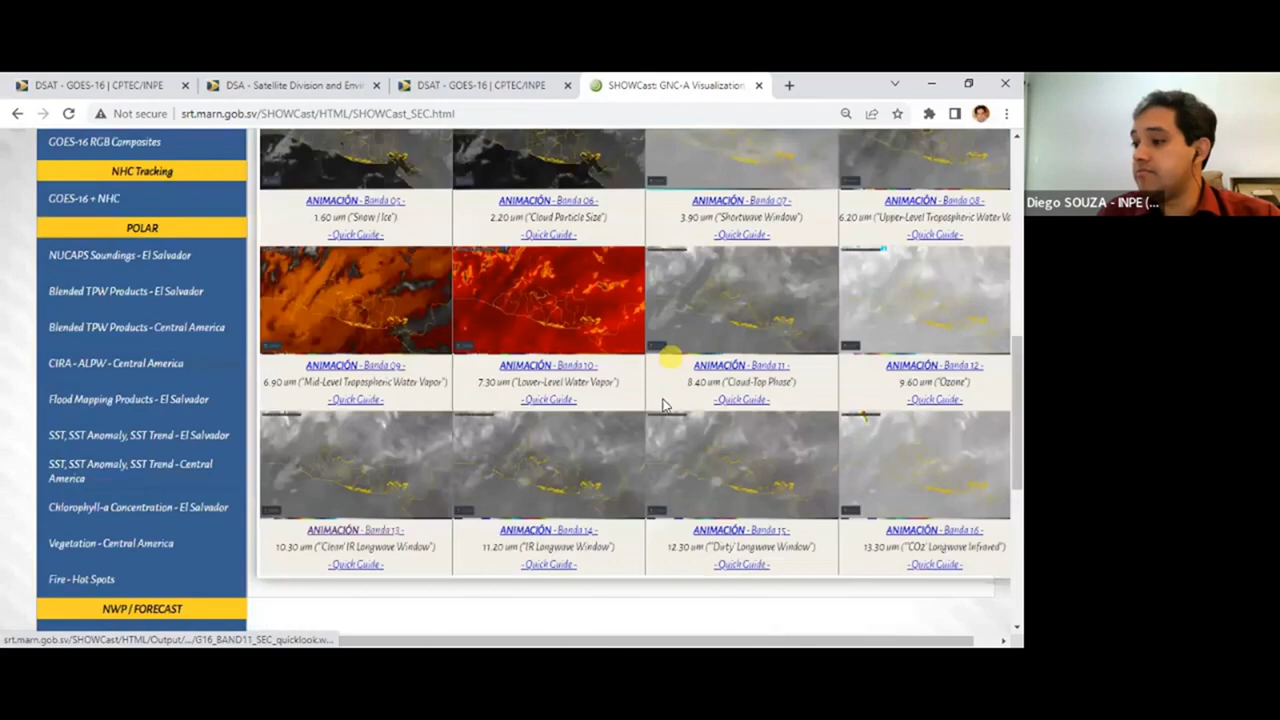 DSAT - GOES-16 | CPTEC/INPE
DSA - Satellite Division and Envi
DSAT - GOES-16 | CPTEC/INPE
SHOWCast: GNC-A Visualization
Not secure
srt.marn.gob.sv/SHOWCast/HTML/SHOWCast_SEC.html
Diego SOUZA - INPE (...
GOES-16 RGB Composites
NHC Tracking
GOES-16 + NHC
POLAR
NUCAPS Soundings - El Salvador
Blended TPW Products - El Salvador
Blended TPW Products - Central America
CIRA - ALPW - Central America
Flood Mapping Products - El Salvador
SST, SST Anomaly, SST Trend - El Salvador
SST, SST Anomaly, SST Trend - Central
America
Chlorophyll-a Concentration - El Salvador
Vegetation - Central America
Fire - Hot Spots
NWP / FORECAST
ANIMACIÓN - Banda 05 -
1.60 um ("Snow / Ice")
- Quick Guide -
ANIMACIÓN - Banda 06 -
2.20 um ("Cloud Particle Size")
- Quick Guide -
ANIMACIÓN - Banda 07 -
3.90 um ("Shortwave Window")
- Quick Guide -
ANIMACIÓN - Banda 08 -
6.20 um ("Upper-Level Tropospheric Water Va
- Quick Guide -
ANIMACIÓN - Banda 09 -
6.90 um ("Mid-Level Tropospheric Water Vapor")
- Quick Guide -
ANIMACIÓN - Banda 10 -
7.30 um ("Lower-Level Water Vapor")
- Quick Guide -
ANIMACIÓN - Banda 11 -
8.40 um ("Cloud-Top Phase")
- Quick Guide -
ANIMACIÓN - Banda 12 -
9.60 um ("Ozone")
- Quick Guide -
ANIMACIÓN - Banda 13 -
10.30 um ("Clean' IR Longwave Window")
- Quick Guide -
ANIMACIÓN - Banda 14 -
11.20 um ("IR Longwave Window")
- Quick Guide -
ANIMACIÓN - Banda 15 -
12.30 um ("'Dirty' Longwave Window")
- Quick Guide -
ANIMACIÓN - Banda 16 -
13.30 um ("'CO2' Longwave Infrared")
- Quick Guide -
srt.marn.gob.sv/SHOWCast/HTML/Output/.../G16_BAND11_SEC_quicklook.w...